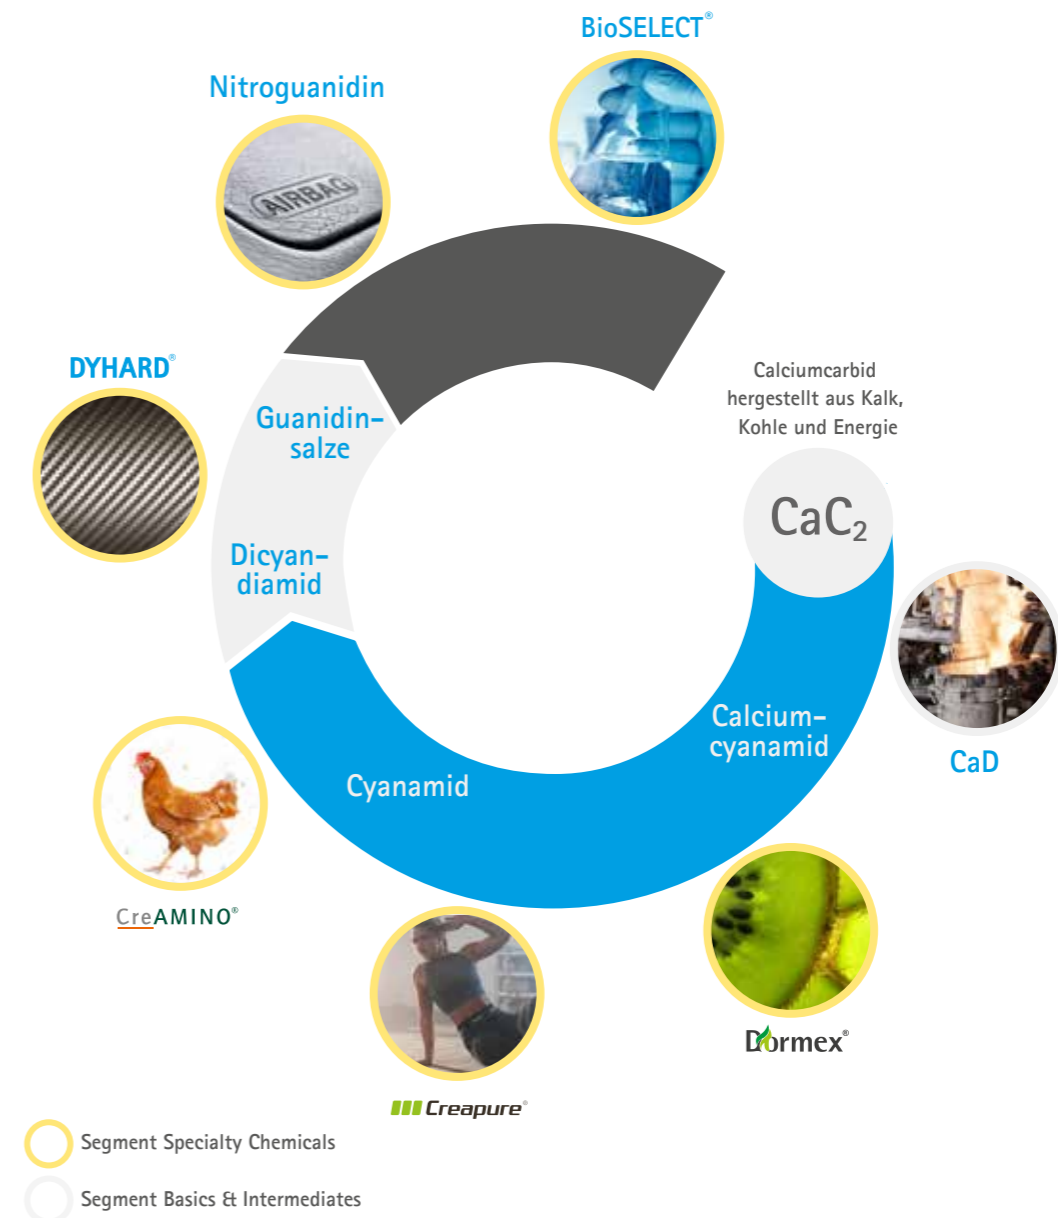 BioSELECT®
Nitroguanidin
AIRBAG
DYHARD®
Guanidin-
salze
Calciumcarbid
hergestellt aus Kalk,
Kohle und Energie
CaC₂
Dicyan-
diamid
Calcium-
cyanamid
CaD
Cyanamid
CreAMINO®
Dormex®
Creapure®
Segment Specialty Chemicals
Segment Basics & Intermediates